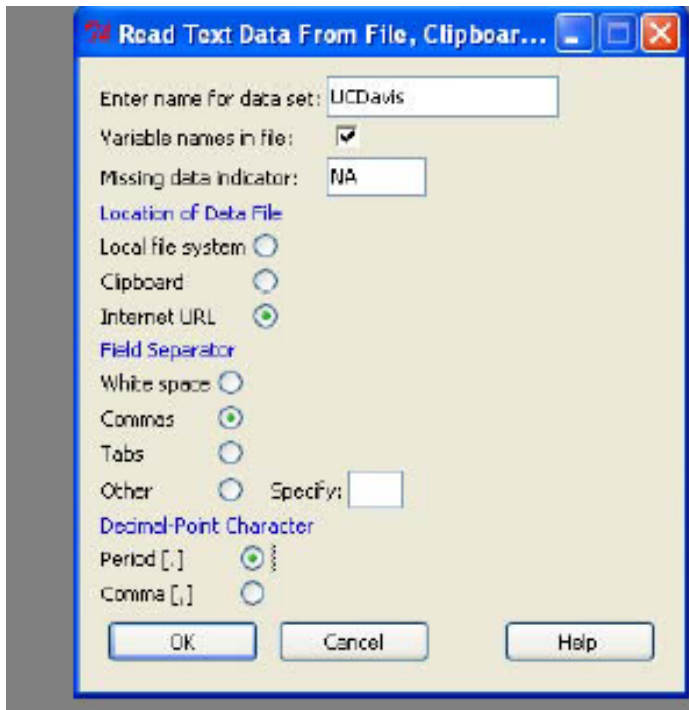 Read Text Data From File, Clipboar...
Enter name for data set: UCDavis
Variable names in file:
Missing data indicator: NA
Location of Data File
Local file system
Clipboard
Internet URL
Field Separator
White space
Commas
Tabs
Other Specify:
Decimal-Point Character
Period [.]
Comma [,]
OK Cancel Help